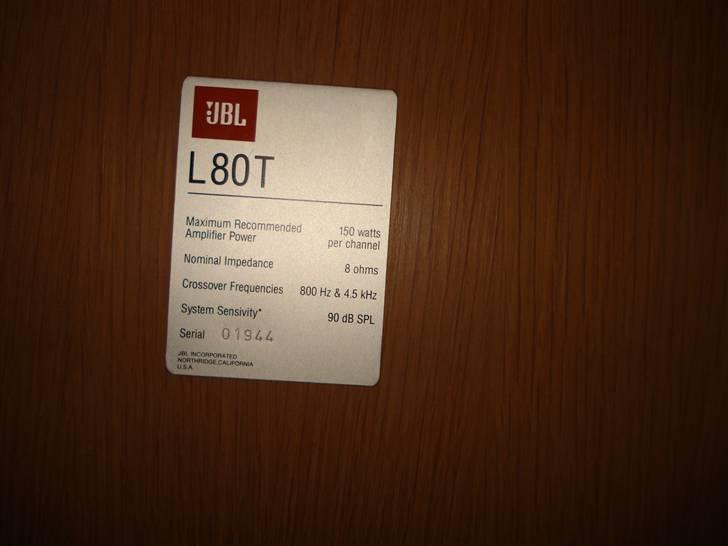 JBL
L80T
Maximum Recommended Amplifier Power 150 watts per channel
Nominal Impedance 8 ohms
Crossover Frequencies 800 Hz & 4.5 kHz
System Sensivity* 90 dB SPL
Serial 01944
JBL INCORPORATED
NORTHRIDGE, CALIFORNIA
U.S.A.